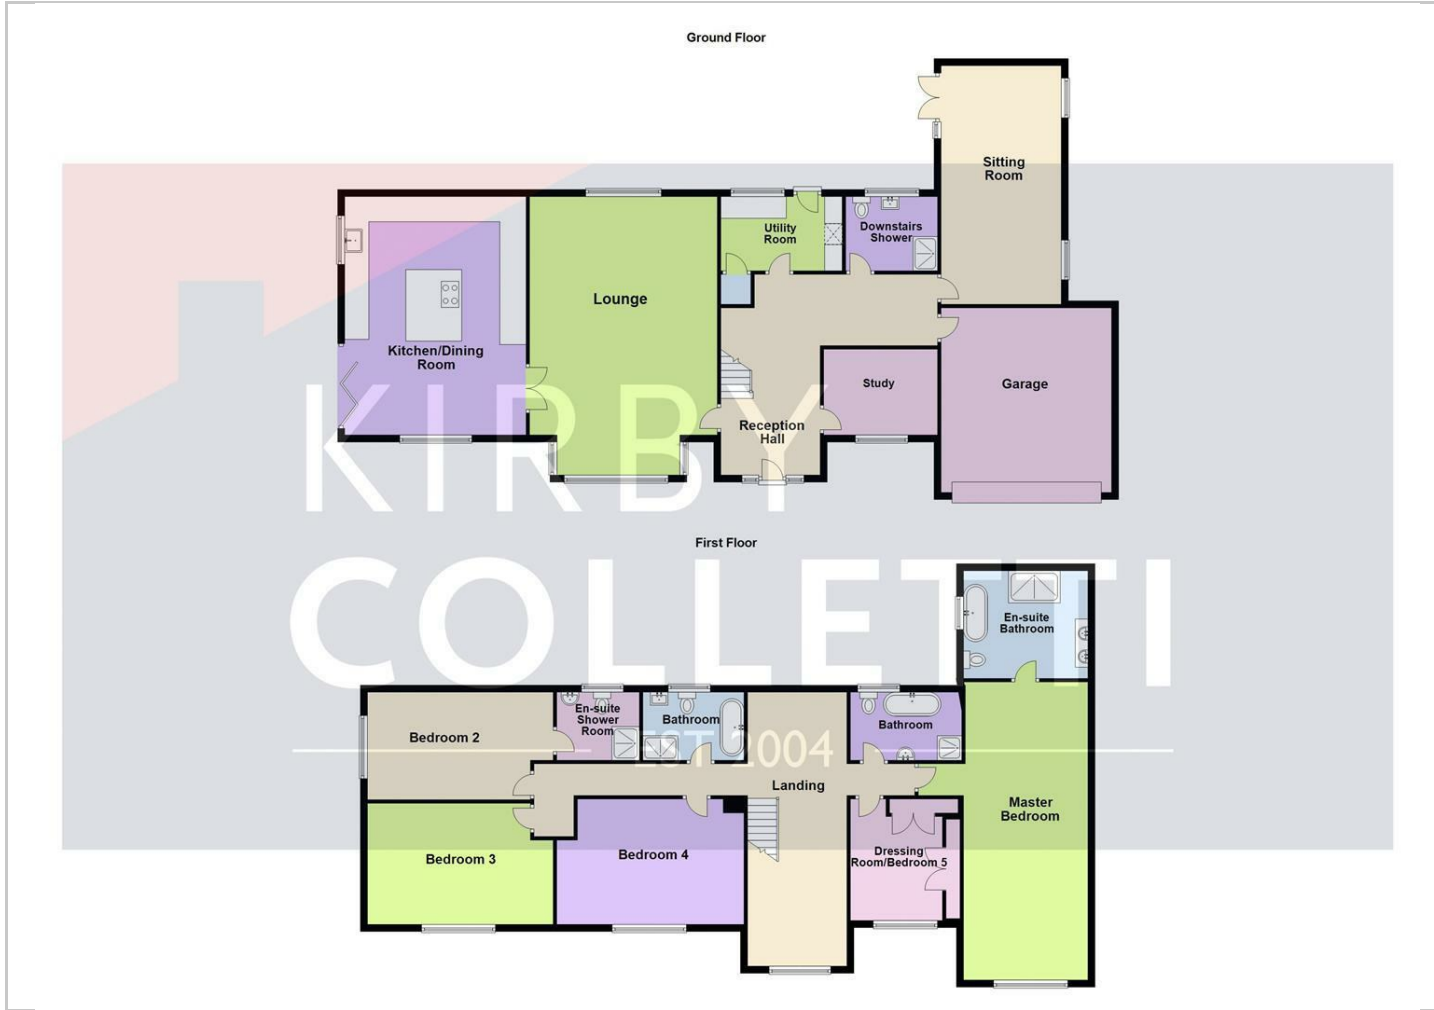 Ground Floor
Sitting
Room
Utility
Room
Downstairs
Shower
Lounge
Kitchen/Dining
Room
Study
Garage
Reception
Hall
KIRBY
First Floor
COLLETTI
En-suite
Bathroom
En-suite
Shower
Room
Bathroom
Bathroom
Bedroom 2
EST 2004
Landing
Master
Bedroom
Dressing
Room/Bedroom 5
Bedroom 3
Bedroom 4